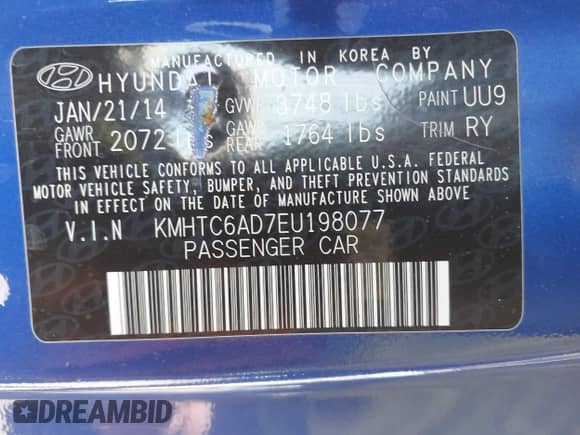 MANUFACTURED IN KOREA BY
HYUNDAI MOTOR COMPANY
JAN/21/14 GVWR 3748 lbs PAINT UU9
GAWR FRONT 2072 lbs GAWR REAR 1764 lbs TRIM RY
THIS VEHICLE CONFORMS TO ALL APPLICABLE U.S.A. FEDERAL
MOTOR VEHICLE SAFETY, BUMPER, AND THEFT PREVENTION STANDARDS
IN EFFECT ON THE DATE OF MANUFACTURE SHOWN ABOVE.
V.I.N KMHTC6AD7EU198077
PASSENGER CAR
DREAMBID